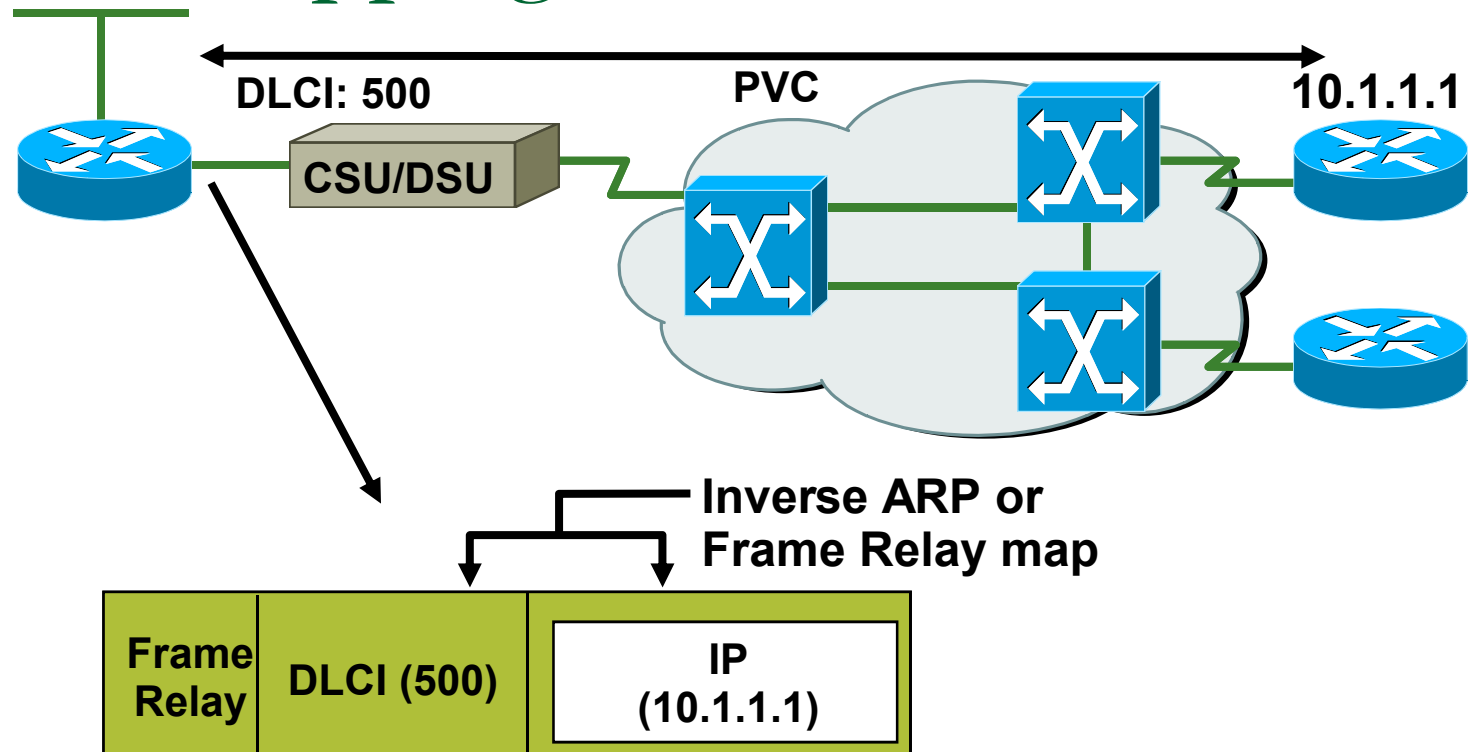 DLCI: 500
PVC
10.1.1.1
CSU/DSU
Inverse ARP or
Frame Relay map
Frame
Relay
DLCI (500)
IP
(10.1.1.1)